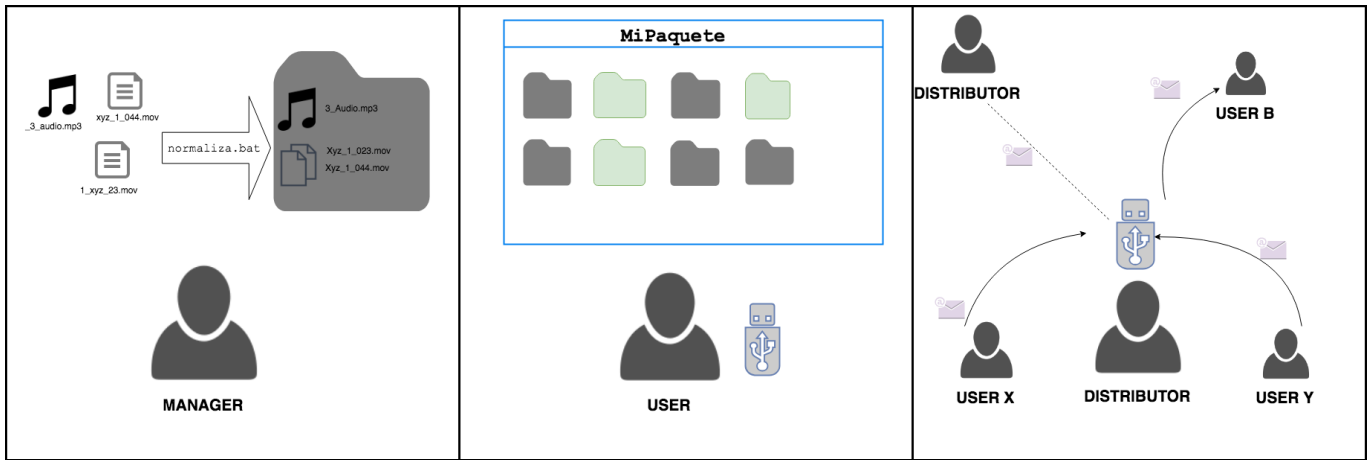 _3_audio.mp3
xyz_1_044.mov
1_xyz_23.mov
normaliza.bat
3_Audio.mp3
Xyz_1_023.mov
Xyz_1_044.mov
MANAGER
MiPaquete
USER
DISTRIBUTOR
USER B
USER X
DISTRIBUTOR
USER Y